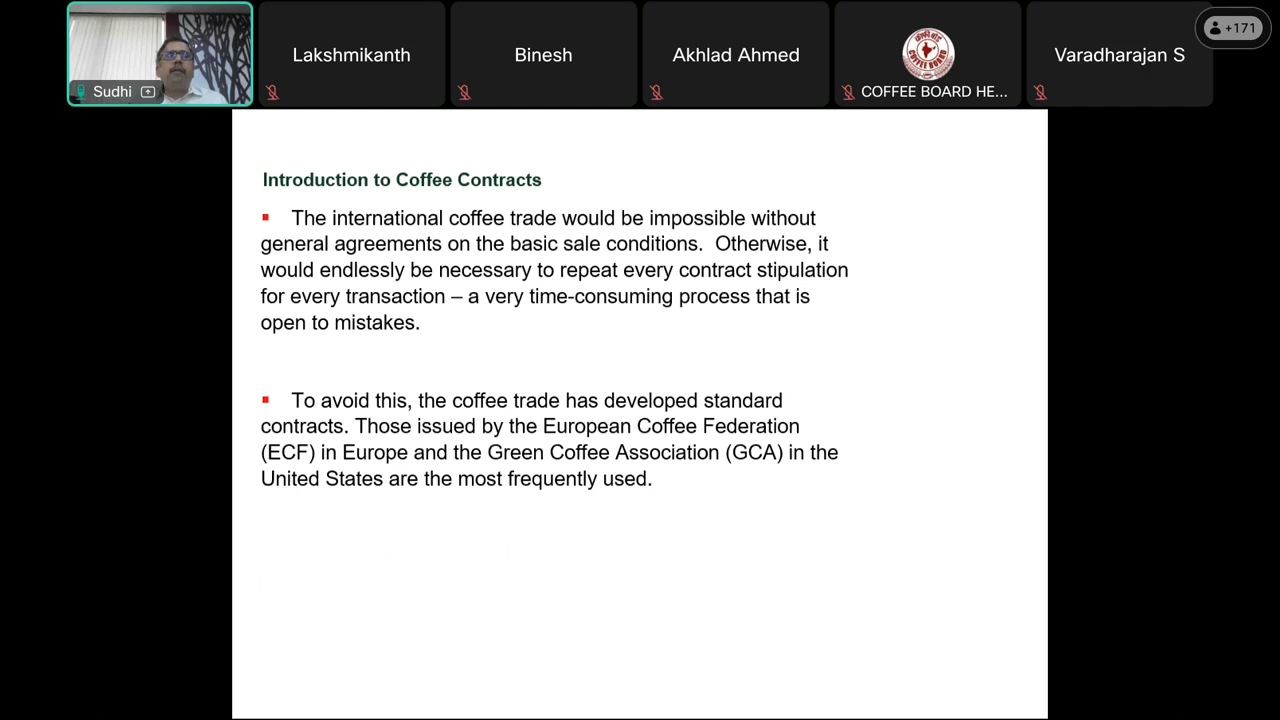 Sudhi
Lakshmikanth
Binesh
Akhlad Ahmed
COFFEE BOARD
COFFEE BOARD HE...
Varadharajan S
+171
Introduction to Coffee Contracts
▪ The international coffee trade would be impossible without
general agreements on the basic sale conditions.  Otherwise, it
would endlessly be necessary to repeat every contract stipulation
for every transaction – a very time-consuming process that is
open to mistakes.
▪ To avoid this, the coffee trade has developed standard
contracts. Those issued by the European Coffee Federation
(ECF) in Europe and the Green Coffee Association (GCA) in the
United States are the most frequently used.